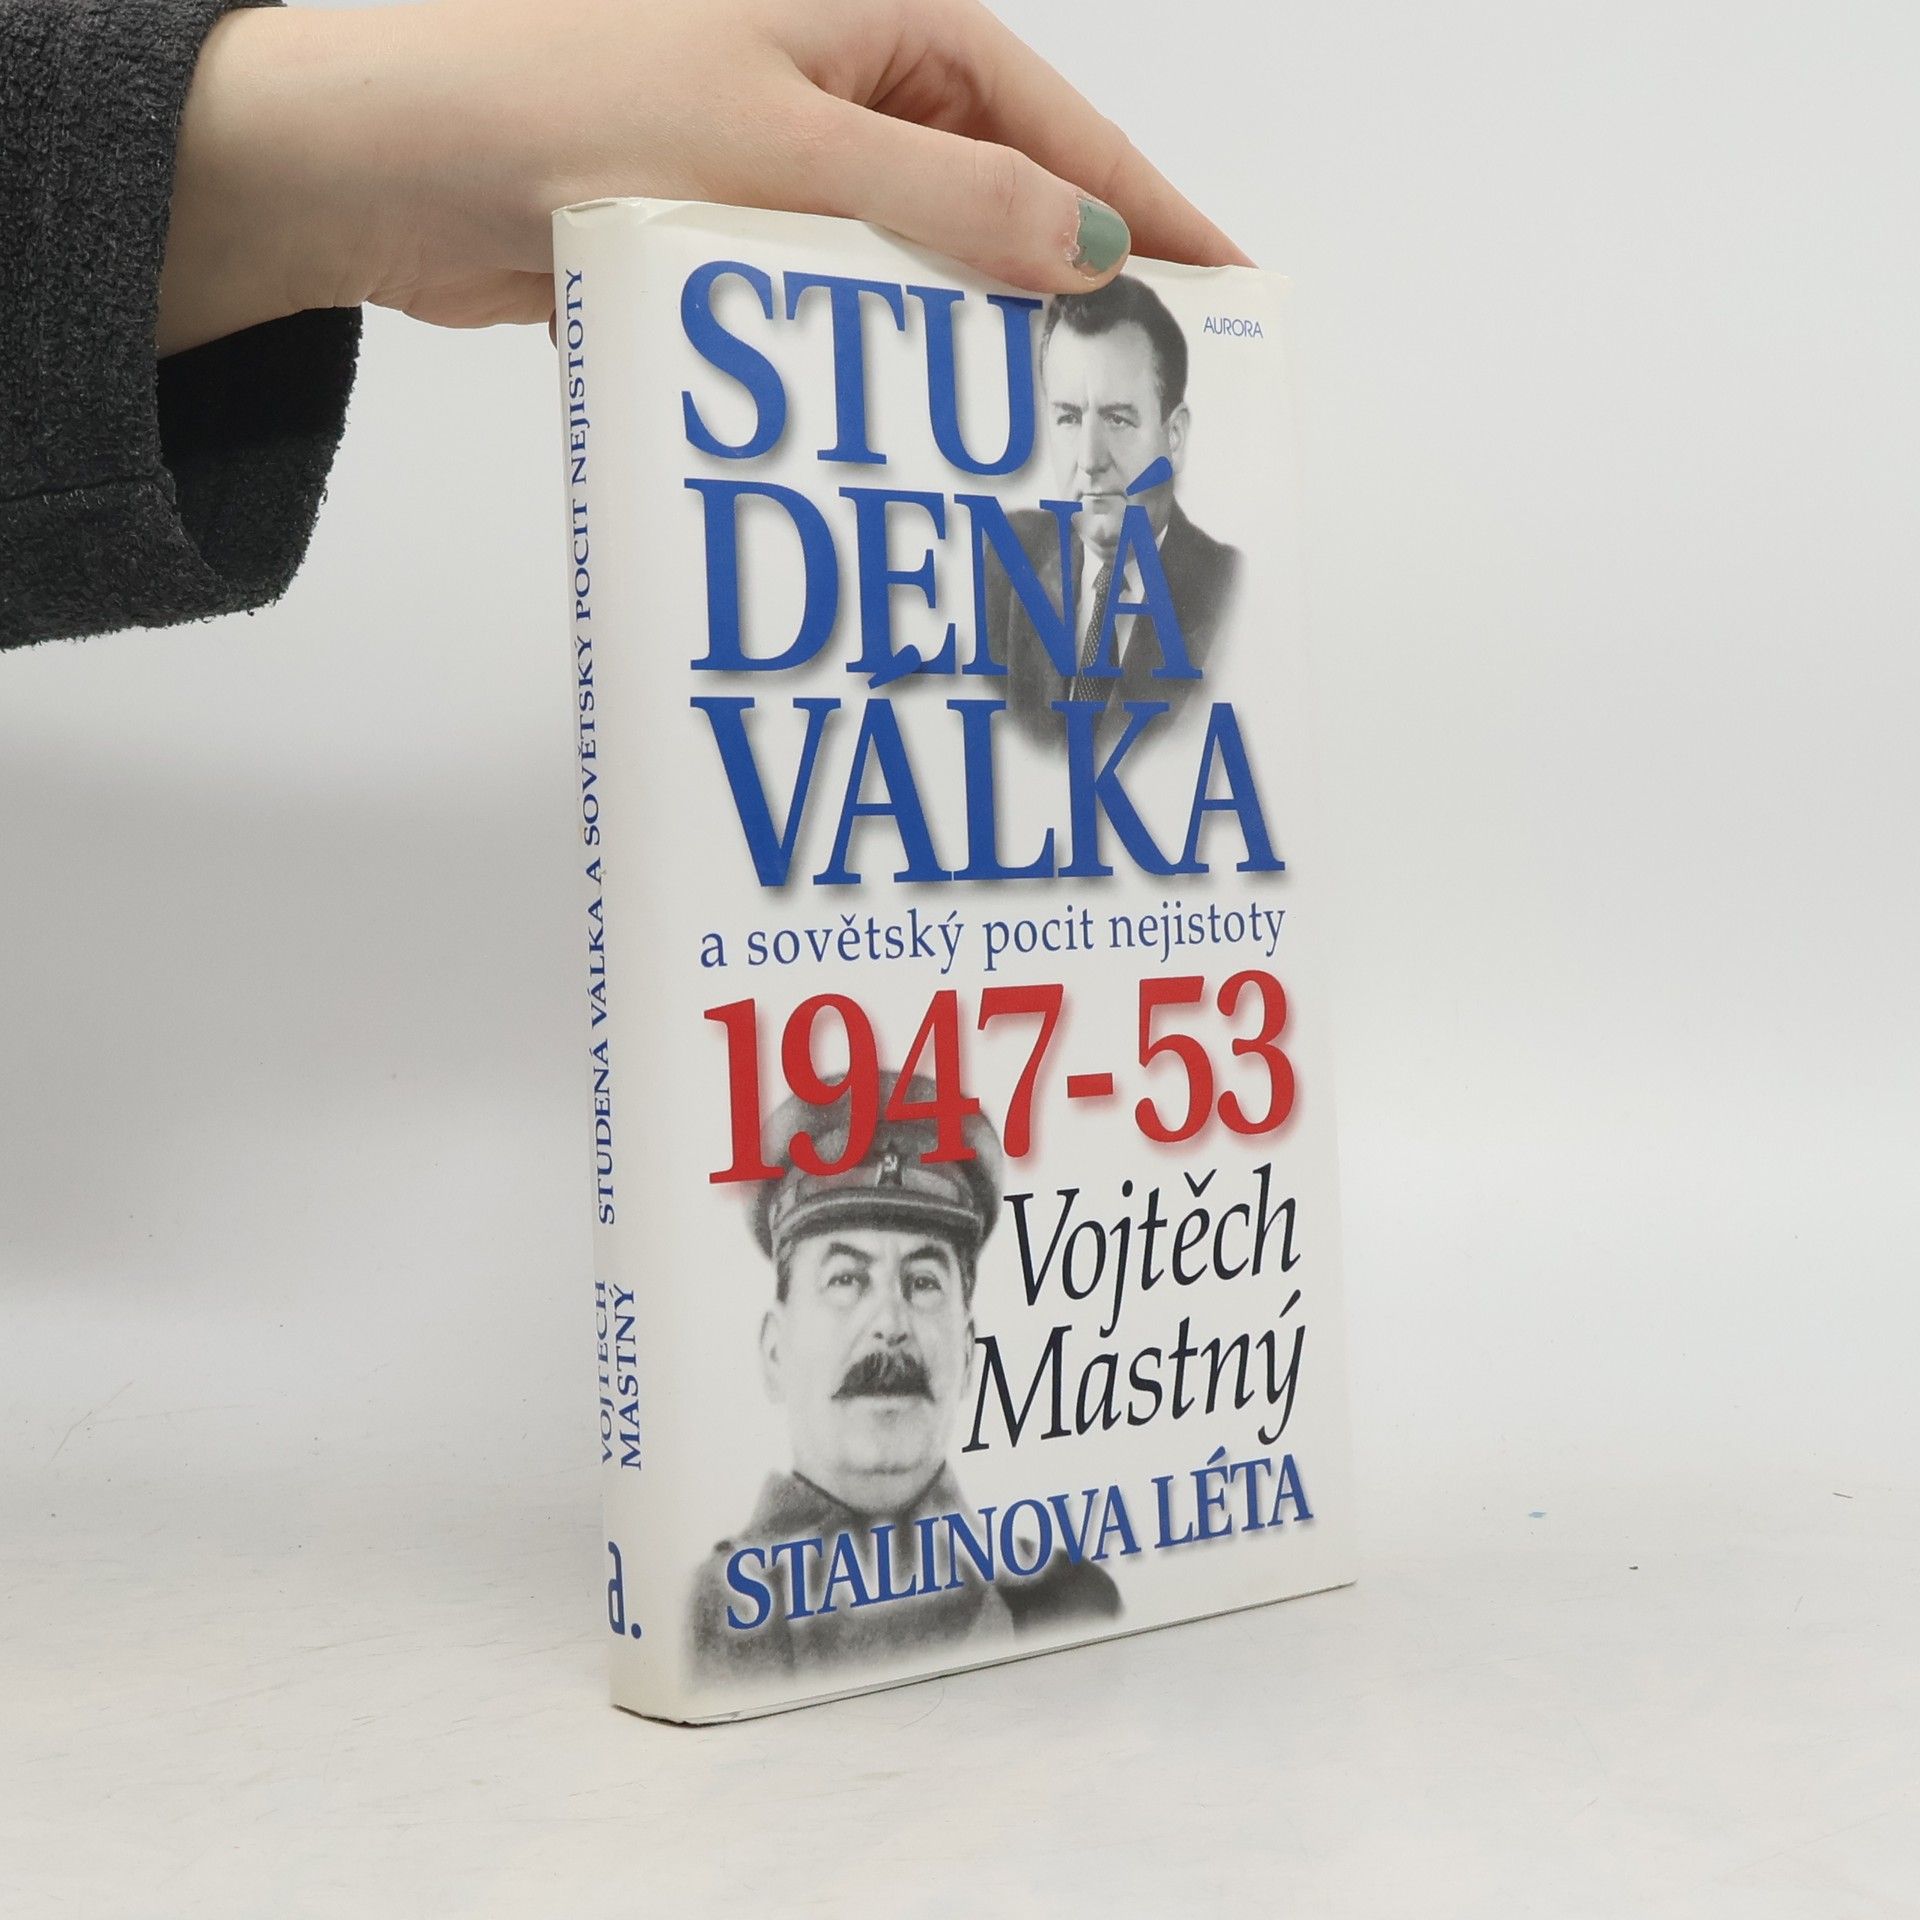 STU
DENÁ
VÁLKA
a sovětský pocit nejistoty
1947-53
Vojtěch
Mastný
STALINOVA LÉTA
AURORA
VOJTĚCH
MASTNÝ
STUDENÁ VÁLKA A SOVĚTSKÝ POCIT NEJISTOTY
a.